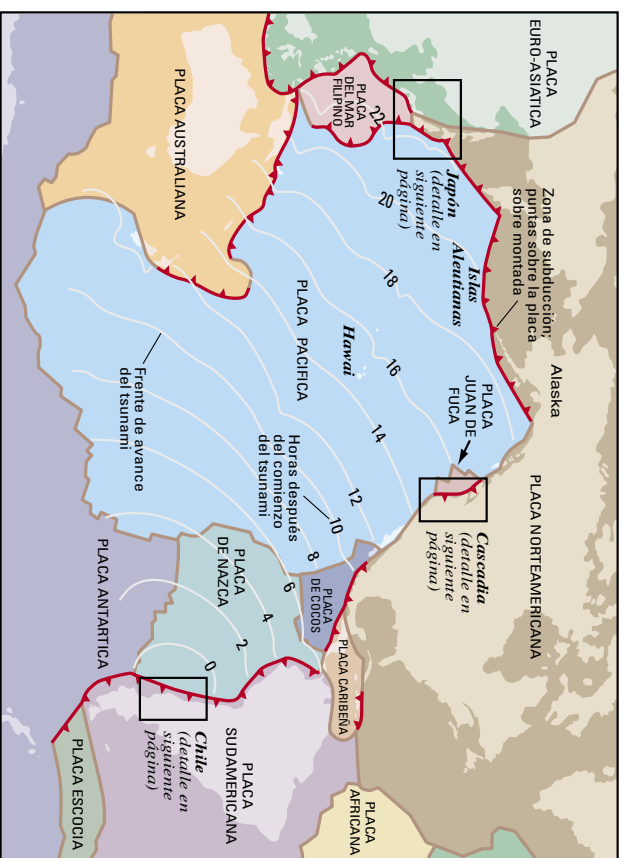 PLACA
EURO-ASIATICA
PLACA
DEL MAR
FILIPINO
PLACA AUSTRALIANA
Japón
(detalle en
siguiente
página)
Zona de subducción;
puntas sobre la placa
sobre montada
Islas
Alentianas
Alaska
PLACA NORTEAMERICANA
PLACA
JUAN DE
FUCA
Cascadia
(detalle en
siguiente
página)
Hawai
PLACA PACIFICA
Horas después
del comienzo
del tsunami
Frente de avance
del tsunami
22
20
18
16
14
12
10
8
6
4
2
0
PLACA
DE COCOS
PLACA
DE NAZCA
PLACA CARIBEÑA
PLACA ANTARTICA
Chile
(detalle en
siguiente
página)
PLACA
SUDAMERICANA
PLACA
AFRICANA
PLACA ESCOCIA